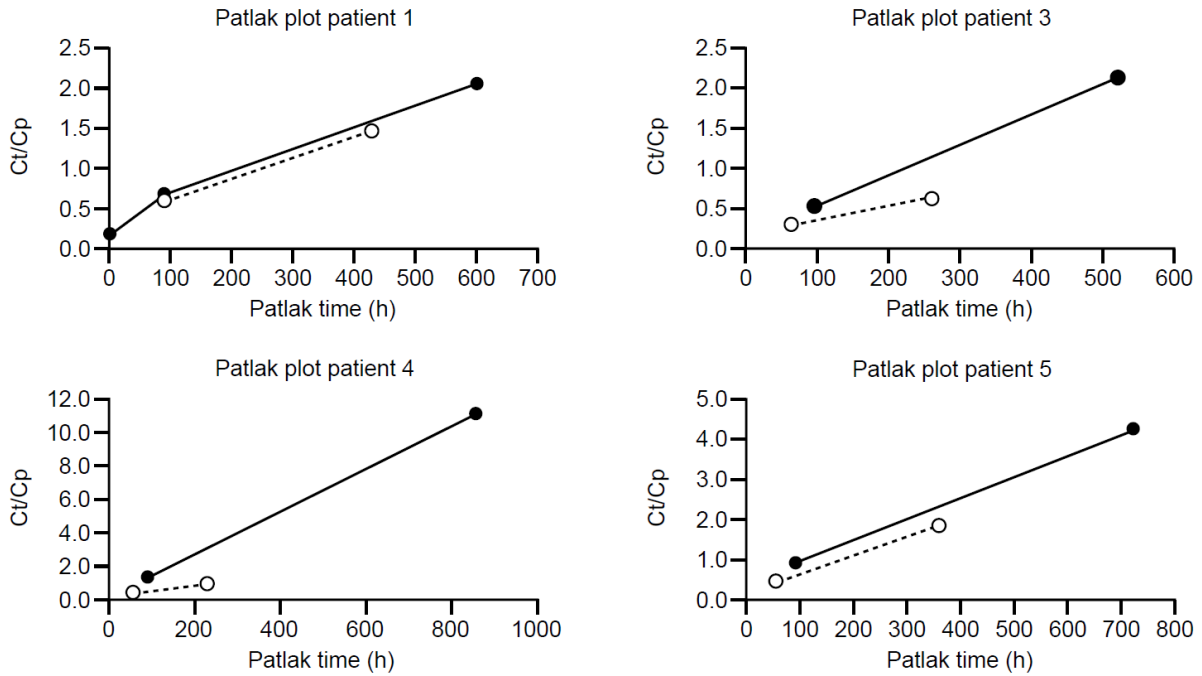 Patlak plot patient 1
2.5
2.0
1.5
1.0
0.5
0.0
Ct/Cp
0 100 200 300 400 500 600 700
Patlak time (h)
Patlak plot patient 3
2.5
2.0
1.5
1.0
0.5
0.0
Ct/Cp
0 100 200 300 400 500 600
Patlak time (h)
Patlak plot patient 4
12.0
10.0
8.0
6.0
4.0
2.0
0.0
Ct/Cp
0 200 400 600 800 1000
Patlak time (h)
Patlak plot patient 5
5.0
4.0
3.0
2.0
1.0
0.0
Ct/Cp
0 100 200 300 400 500 600 700 800
Patlak time (h)